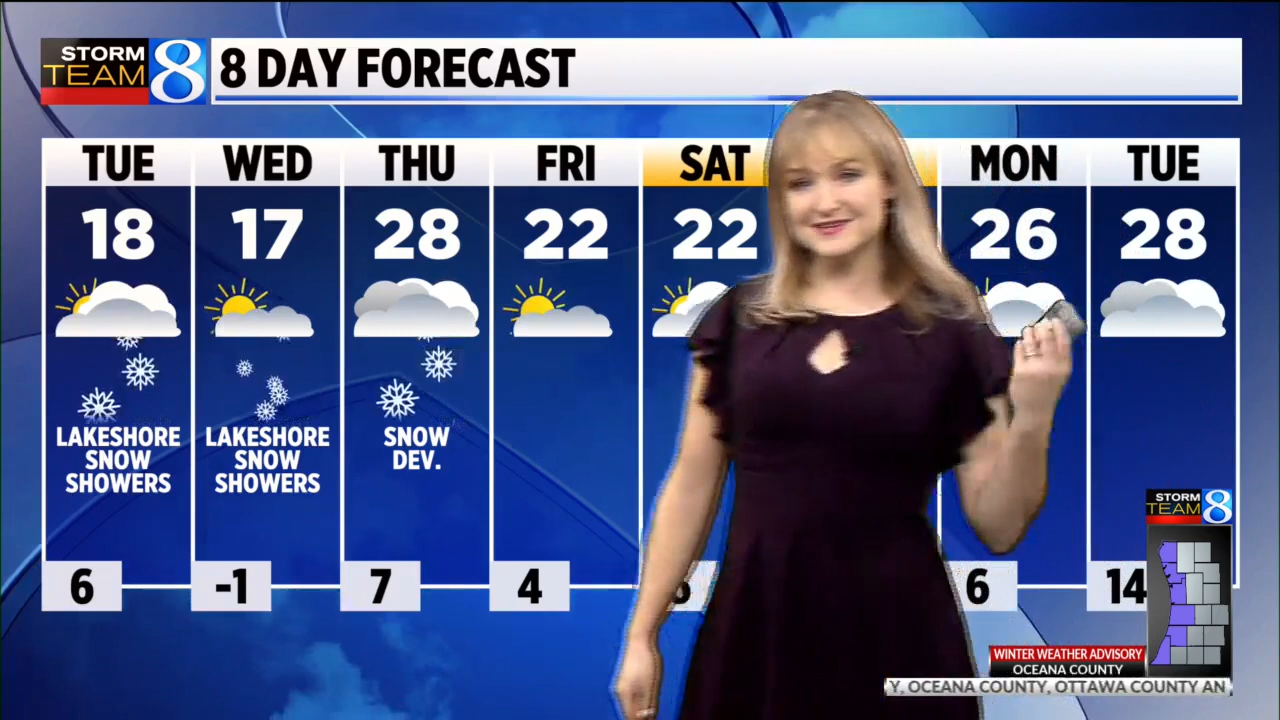 STORM
TEAM 8
8 DAY FORECAST
TUE WED THU FRI SAT MON TUE
18 17 28 22 22 26 28
LAKESHORE
SNOW
SHOWERS
LAKESHORE
SNOW
SHOWERS
SNOW
DEV.
6 -1 7 4 6 14
STORM
TEAM 8
WINTER WEATHER ADVISORY
OCEANA COUNTY
Y, OCEANA COUNTY, OTTAWA COUNTY AN